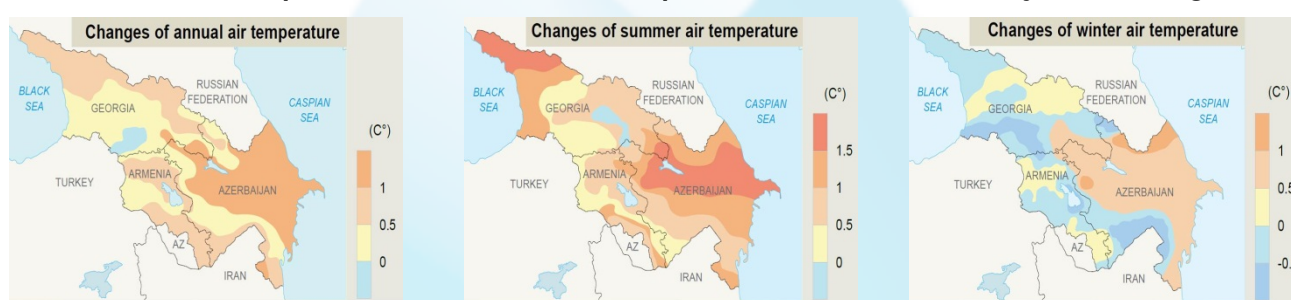 Changes of annual air temperature
BLACK
SEA
RUSSIAN
FEDERATION
GEORGIA
CASPIAN
SEA
(C°)
TURKEY
ARMENIA
AZERBAIJAN
AZ
IRAN
1
0.5
0
Changes of summer air temperature
BLACK
SEA
RUSSIAN
FEDERATION
GEORGIA
CASPIAN
SEA
(C°)
TURKEY
ARMENIA
AZERBAIJAN
AZ
IRAN
1.5
1
0.5
0
Changes of winter air temperature
BLACK
SEA
RUSSIAN
FEDERATION
GEORGIA
CASPIAN
SEA
(C°)
TURKEY
ARMENIA
AZERBAIJAN
AZ
IRAN
1
0.5
0